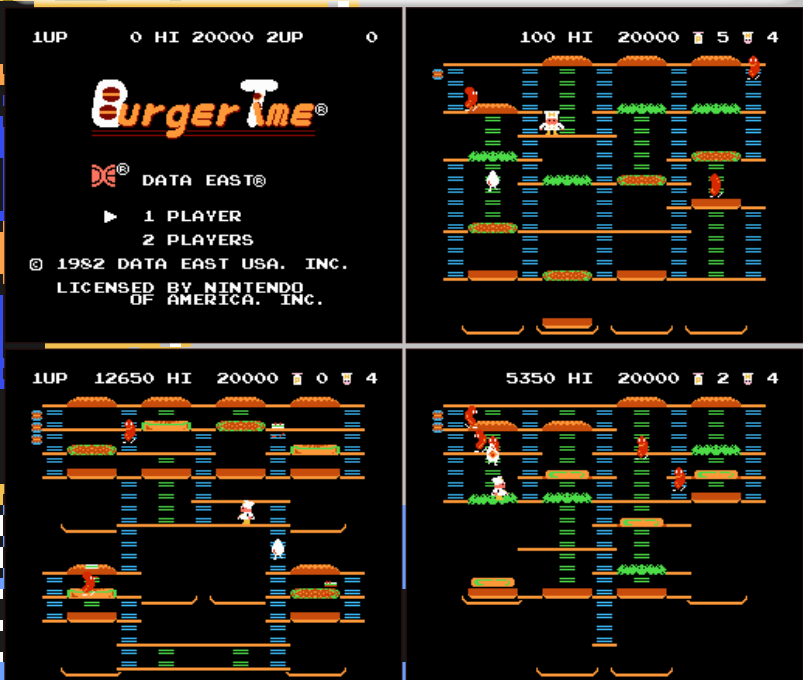 1UP 0 HI 20000 2UP 0
BurgerTime®
® DATA EAST®
1 PLAYER
2 PLAYERS
© 1982 DATA EAST USA. INC.
LICENSED BY NINTENDO
OF AMERICA. INC.
100 HI 20000 5 4
1UP 12650 HI 20000 0 4
5350 HI 20000 2 4